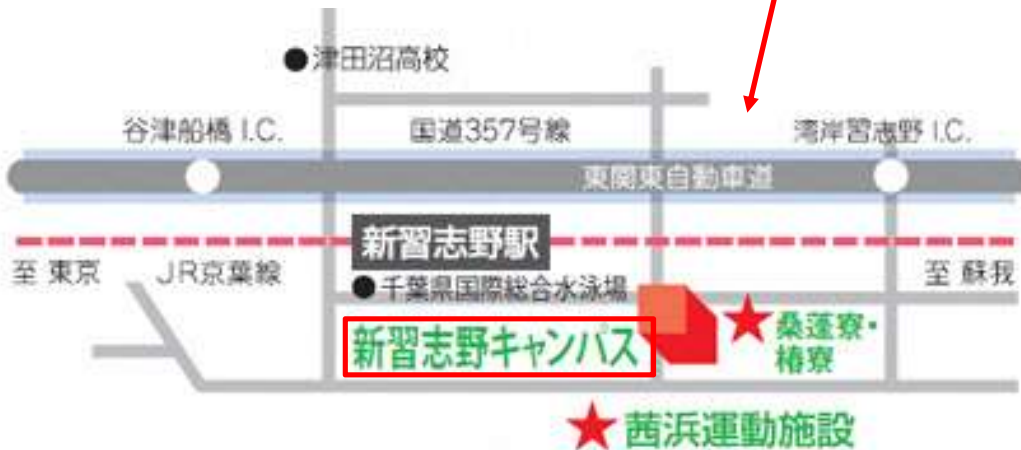 津田沼高校
谷津船橋 I.C.
国道357号線
湾岸習志野 I.C.
東関東自動車道
新習志野駅
至 東京
JR京葉線
千葉県国際総合水泳場
至 蘇我
新習志野キャンパス
桑蓬寮・
椿寮
茜浜運動施設